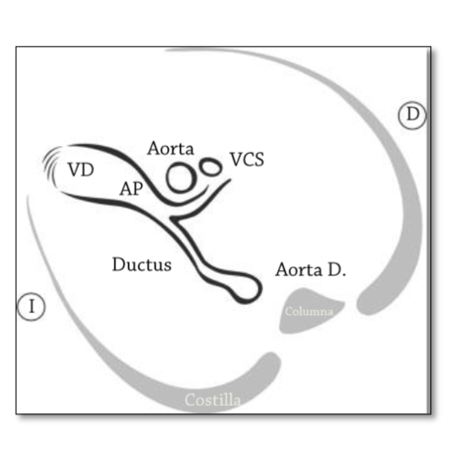 D
Aorta
VCS
VD
AP
Ductus
Aorta D.
I
Columna
Costilla